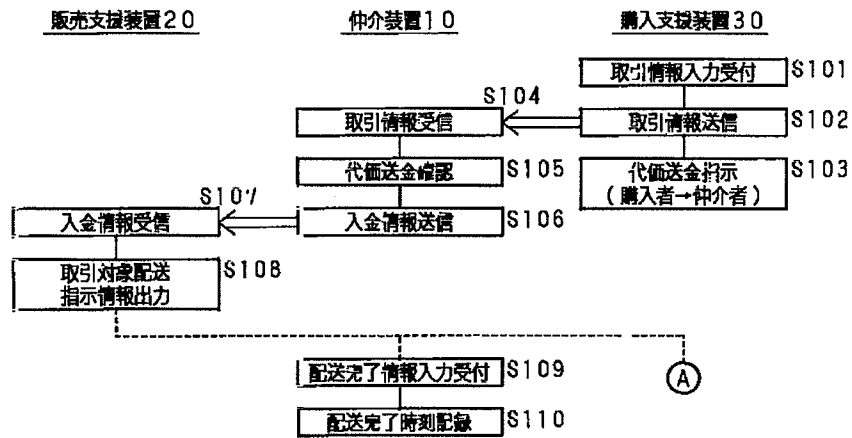 販売支援装置20 仲介装置10 購入支援装置30
取引情報入力受付 S101
S104
取引情報受信 取引情報送信 S102
代価送金確認 S105 代価送金指示 S103
(購入者→仲介者)
S107
入金情報受信 入金情報送信 S106
取引対象配送 S108
指示情報出力
配送完了情報入力受付 S109 A
配送完了時刻記録 S110